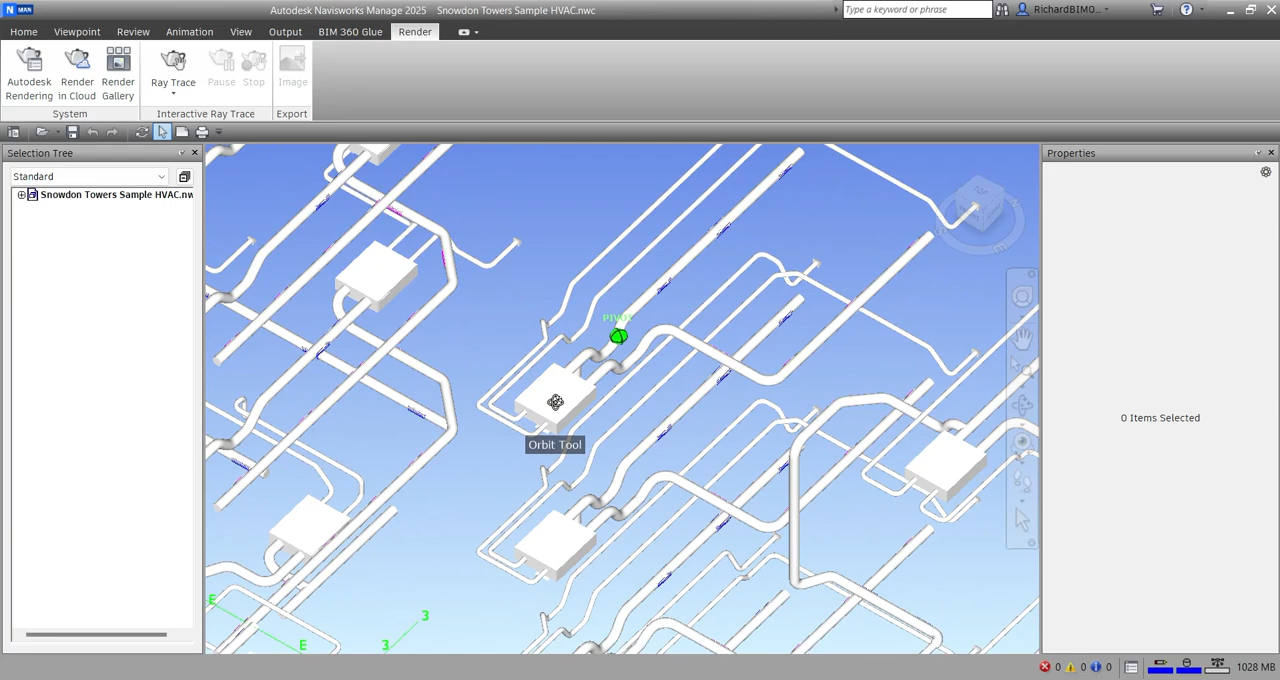 N MAN
Autodesk Navisworks Manage 2025 Snowdon Towers Sample HVAC.nwc
Type a keyword or phrase
RichardBIMO...
Home Viewpoint Review Animation View Output BIM 360 Glue Render
Autodesk Rendering
Render in Cloud
Render Gallery
Ray Trace
Pause
Stop
Image
System
Interactive Ray Trace
Export
Selection Tree
Standard
Snowdon Towers Sample HVAC.nw
TOP
E
PIVOT
Orbit Tool
E
E
3
3
Properties
0 Items Selected
0 0 0 1028 MB